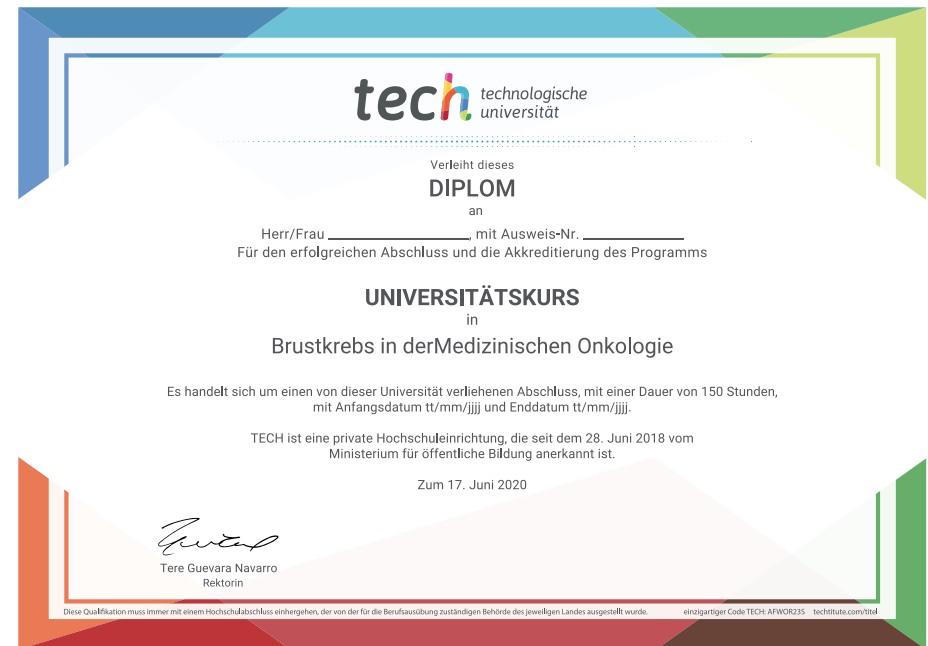 tech technologische
universität
Verleiht dieses
DIPLOM
an
Herr/Frau ____________________, mit Ausweis-Nr. ______________
Für den erfolgreichen Abschluss und die Akkreditierung des Programms
UNIVERSITÄTSKURS
in
Brustkrebs in derMedizinischen Onkologie
Es handelt sich um einen von dieser Universität verliehenen Abschluss, mit einer Dauer von 150 Stunden,
mit Anfangsdatum tt/mm/jjjj und Enddatum tt/mm/jjjj.
TECH ist eine private Hochschuleinrichtung, die seit dem 28. Juni 2018 vom
Ministerium für öffentliche Bildung anerkannt ist.
Zum 17. Juni 2020
Tere Guevara Navarro
Rektorin
Diese Qualifikation muss immer mit einem Hochschulabschluss einhergehen, der von der für die Berufsausübung zuständigen Behörde des jeweiligen Landes ausgestellt wurde. einzigartiger Code TECH: AFWOR235 techtitute.com/titel